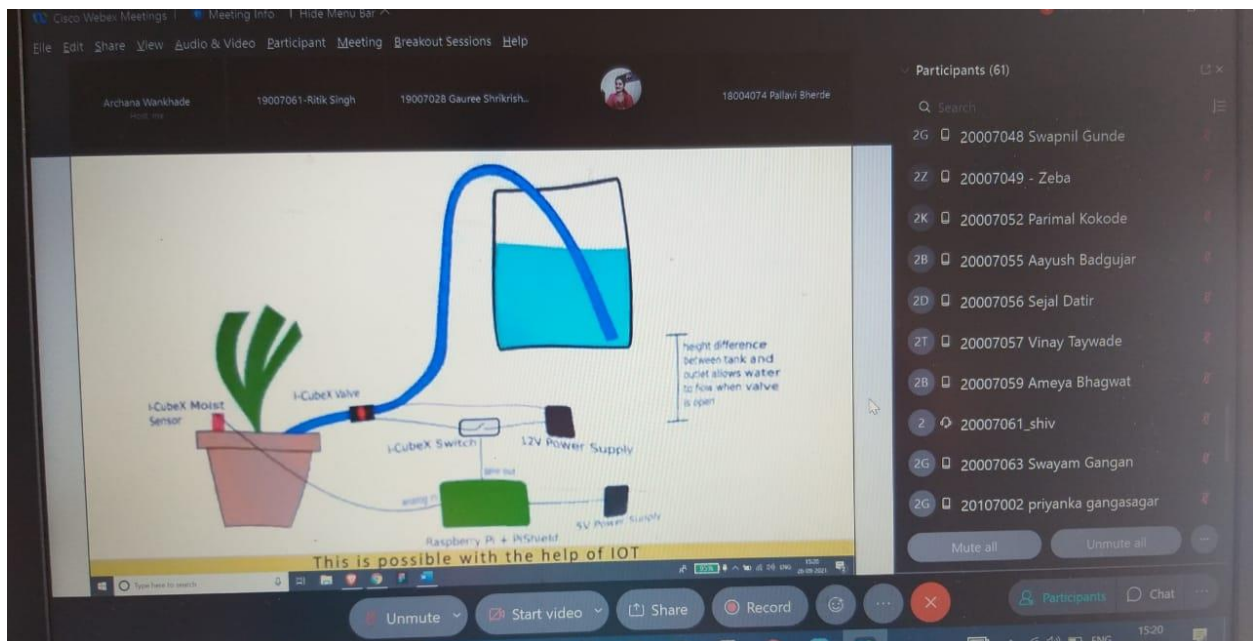 Cisco Webex Meetings
Meeting Info
Hide Menu Bar
File Edit Share View Audio & Video Participant Meeting Breakout Sessions Help
Archana Wankhade
Host, me
19007061-Ritik Singh
19007028 Gauree Shrikrish...
18004074 Pallavi Bherde
height difference
between tank and
outlet allows water
to flow when valve
is open
I-CubeX Valve
I-CubeX Moist
Sensor
I-CubeX Switch
12V Power Supply
analog in
5V Power Supply
Raspberry Pi + PiShield
This is possible with the help of IOT
Type here to search
ENG
15:20
Participants (61)
Search
2G 20007048 Swapnil Gunde
2Z 20007049 - Zeba
2K 20007052 Parimal Kokode
2B 20007055 Aayush Badgujar
2D 20007056 Sejal Datir
2T 20007057 Vinay Taywade
2B 20007059 Ameya Bhagwat
2 20007061_shiv
2G 20007063 Swayam Gangan
2G 20107002 priyanka gangasagar
Mute all
Unmute all
Unmute
Start video
Share
Record
Participants
Chat
ENG
15:20